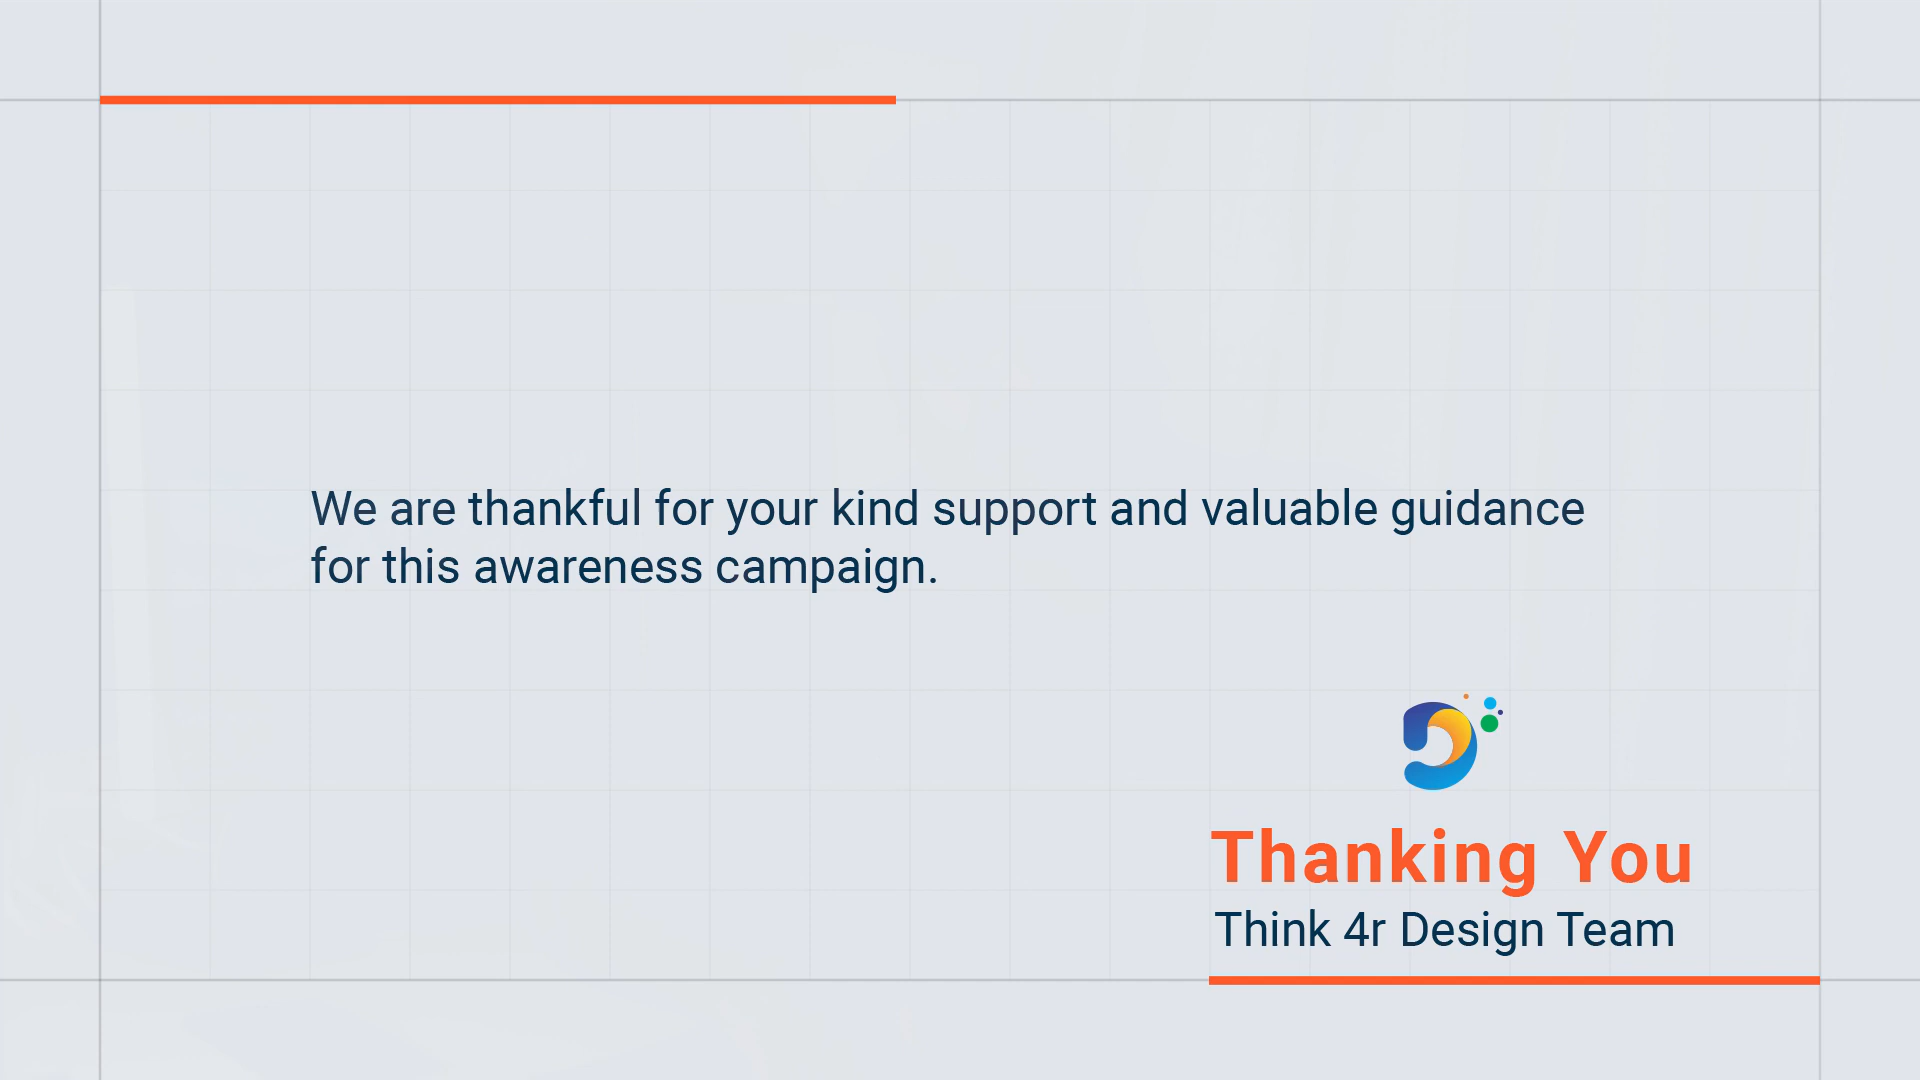 We are thankful for your kind support and valuable guidance
for this awareness campaign.
Thanking You
Think 4r Design Team